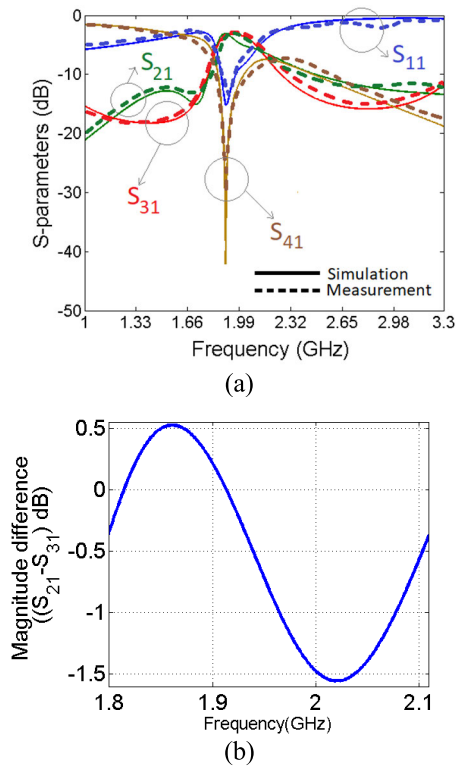 0
-10
-20
-30
-40
-50
S-parameters (dB)
S21
S11
S31
S41
Simulation
Measurement
1 1.33 1.66 1.99 2.32 2.65 2.98 3.3
Frequency (GHz)
(a)
0.5
0
-0.5
-1
-1.5
Magnitude difference
((S21-S31) dB)
1.8 1.9 2 2.1
Frequency(GHz)
(b)